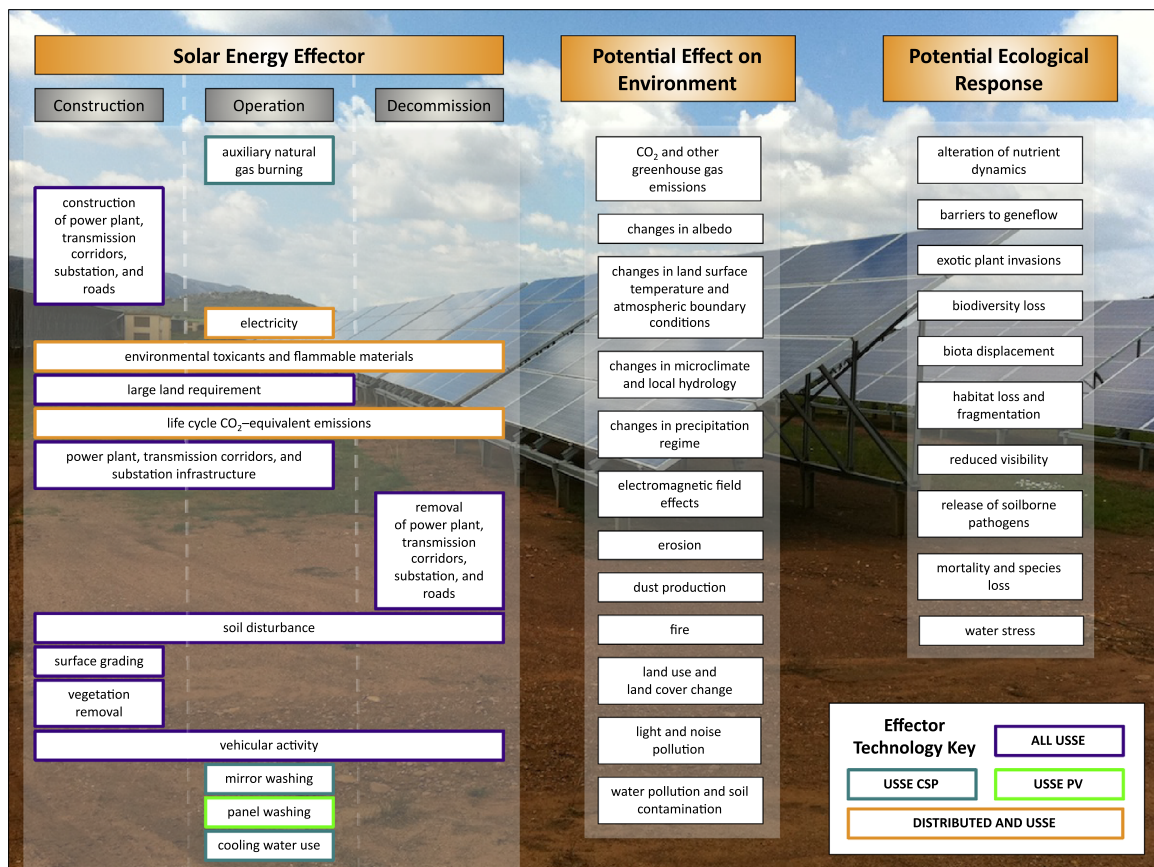 Solar Energy Effector
Construction
Operation
Decommission
auxiliary natural
gas burning
construction
of power plant,
transmission
corridors,
substation, and
roads
electricity
environmental toxicants and flammable materials
large land requirement
life cycle CO₂–equivalent emissions
power plant, transmission corridors, and
substation infrastructure
removal
of power plant,
transmission
corridors,
substation, and
roads
soil disturbance
surface grading
vegetation
removal
vehicular activity
mirror washing
panel washing
cooling water use
Potential Effect on
Environment
CO₂ and other
greenhouse gas
emissions
changes in albedo
changes in land surface
temperature and
atmospheric boundary
conditions
changes in microclimate
and local hydrology
changes in precipitation
regime
electromagnetic field
effects
erosion
dust production
fire
land use and
land cover change
light and noise
pollution
water pollution and soil
contamination
Potential Ecological
Response
alteration of nutrient
dynamics
barriers to geneflow
exotic plant invasions
biodiversity loss
biota displacement
habitat loss and
fragmentation
reduced visibility
release of soilborne
pathogens
mortality and species
loss
water stress
Effector
Technology Key
ALL USSE
USSE CSP
USSE PV
DISTRIBUTED AND USSE